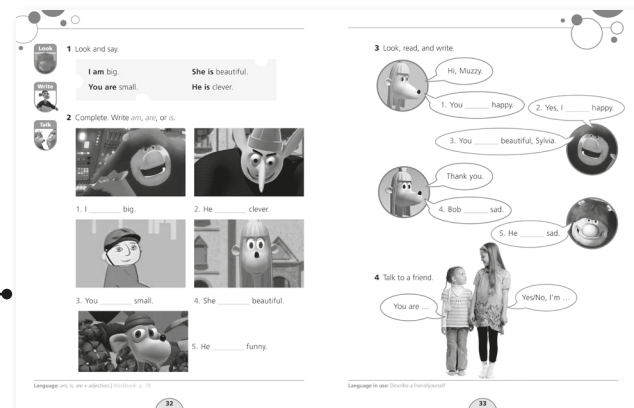 Look
Write
Talk
1 Look and say.
I am big. She is beautiful.
You are small. He is clever.
2 Complete. Write am, are, or is.
1. I ________ big.
2. He ________ clever.
3. You ________ small.
4. She ________ beautiful.
5. He ________ funny.
Language: am, is, are + adjectives | Workbook p. 19
32
3 Look, read, and write.
Hi, Muzzy.
1. You ______ happy.
2. Yes, I ______ happy.
3. You ______ beautiful, Sylvia.
Thank you.
4. Bob ______ sad.
5. He ______ sad.
4 Talk to a friend.
You are ...
Yes/No, I'm ...
Language in use: Describe a friend/yourself
33